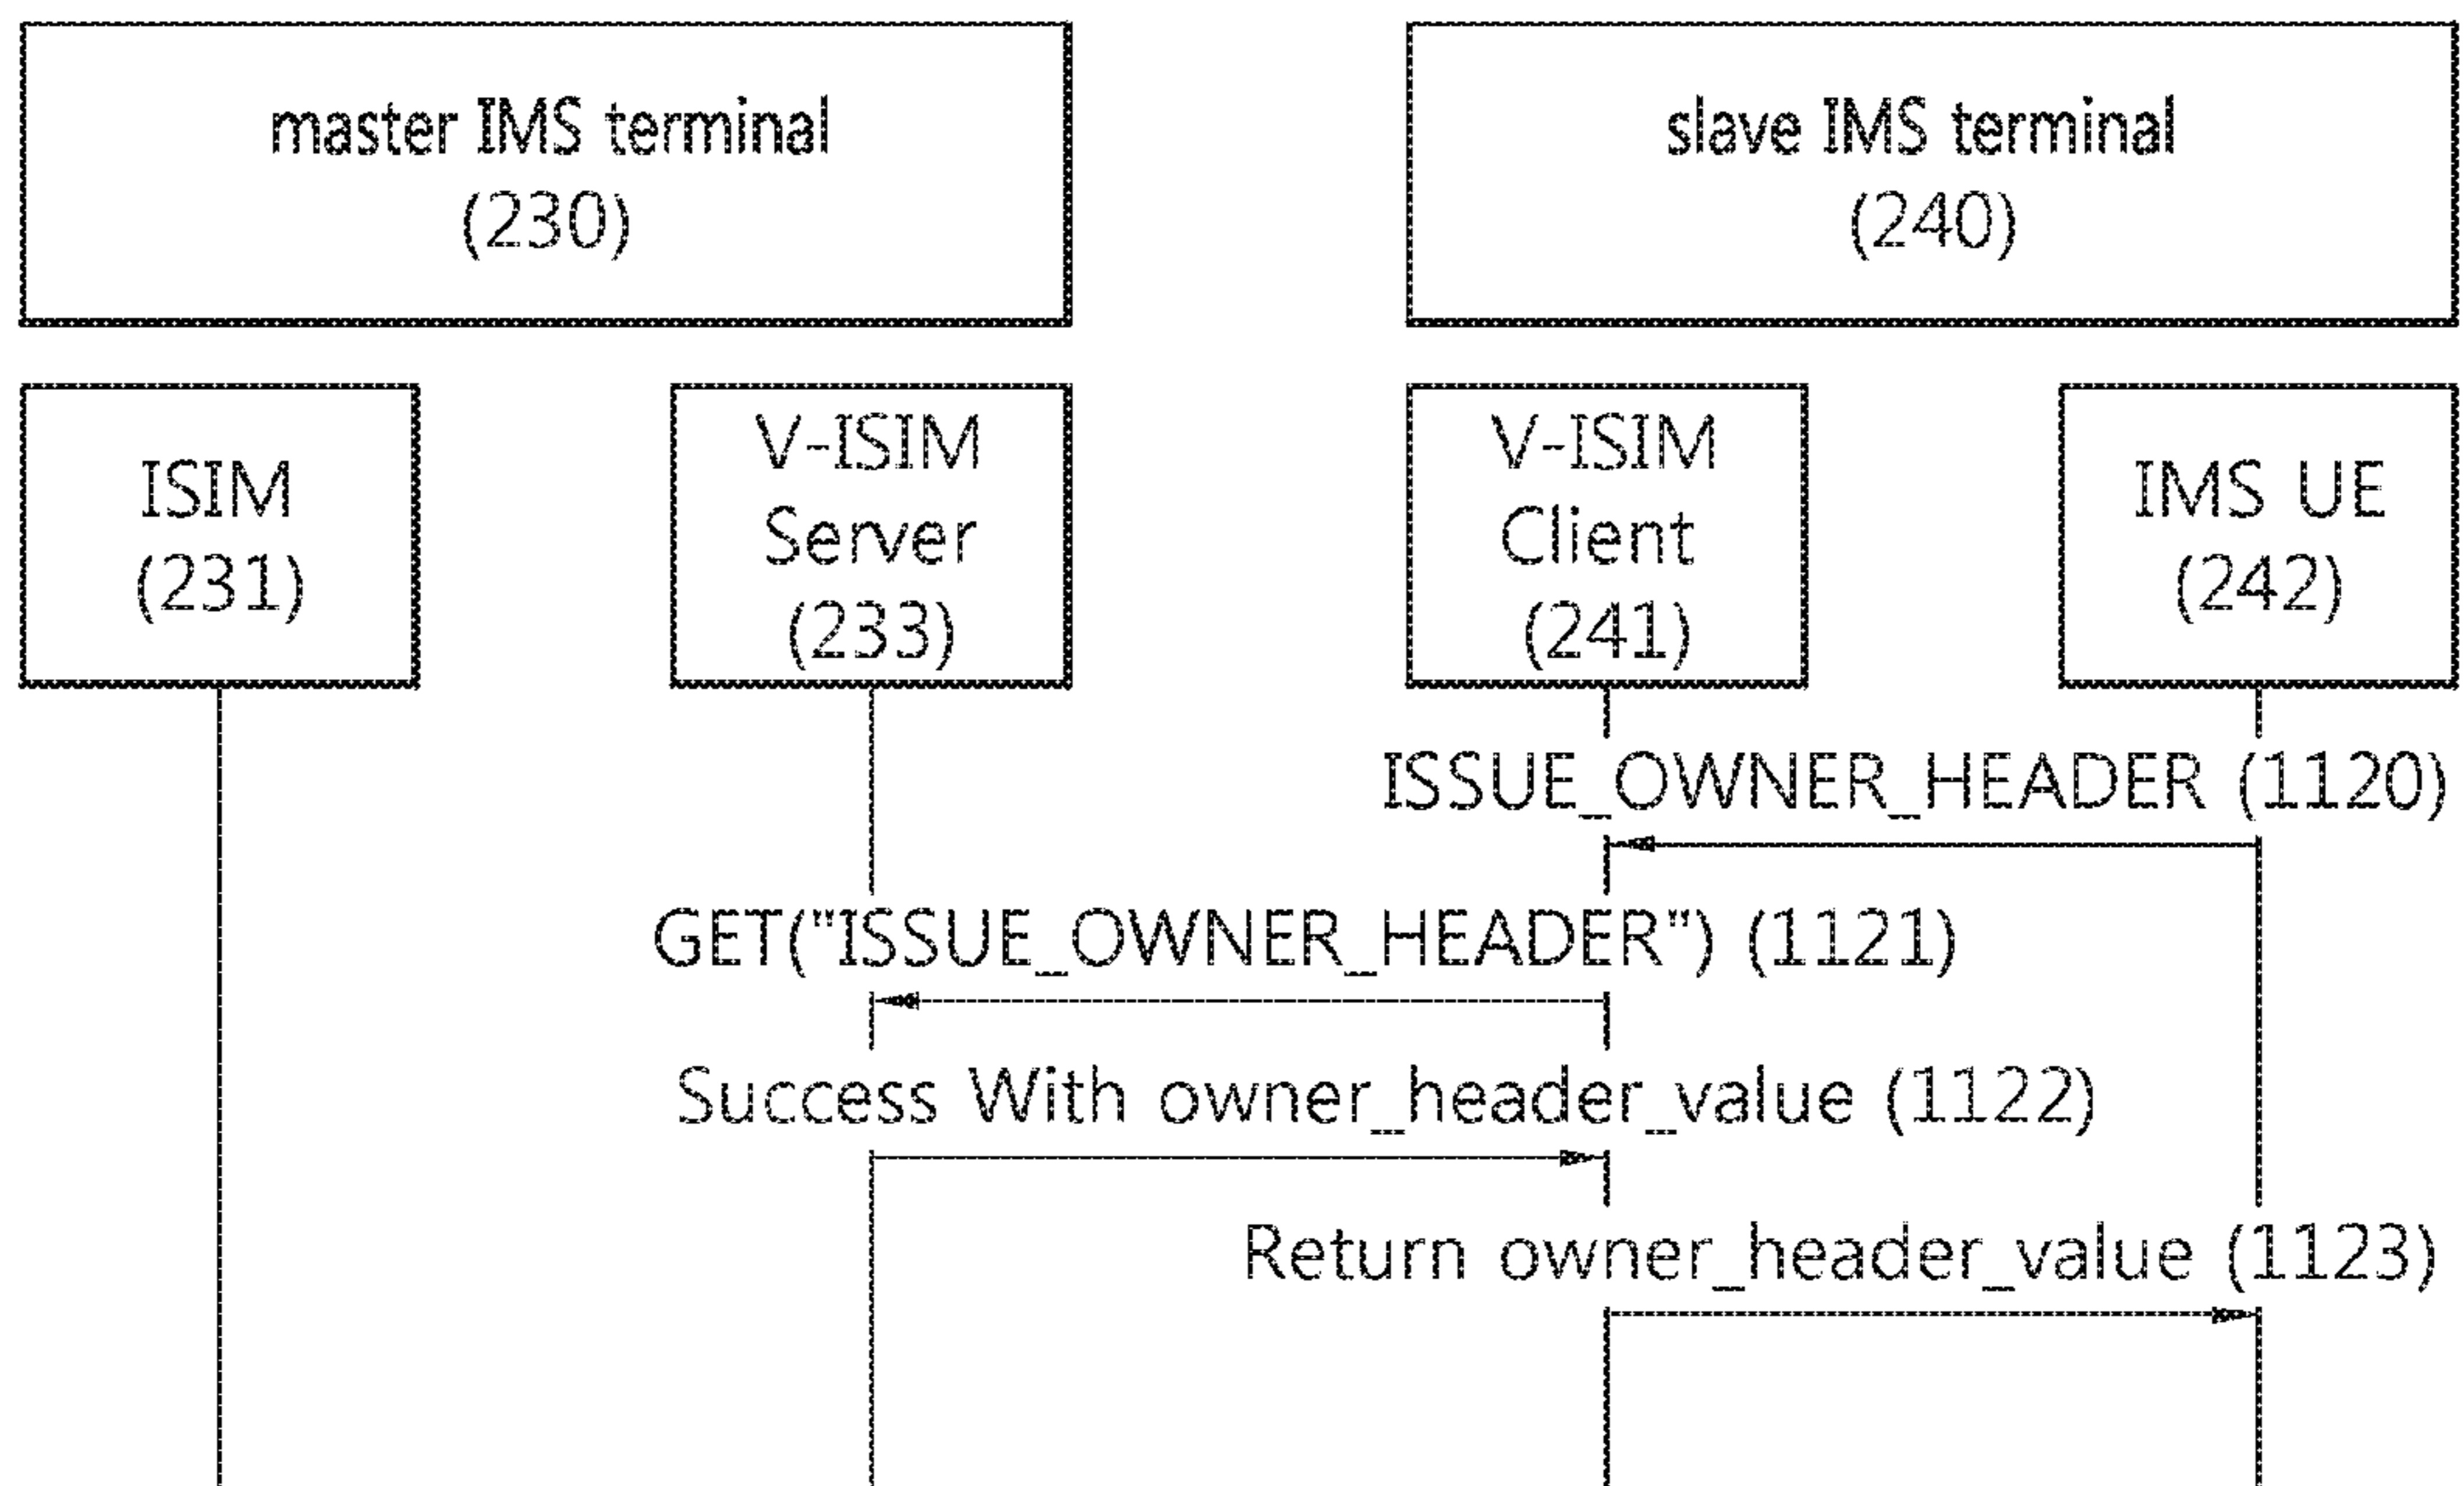 master IMS terminal
(230)
slave IMS terminal
(240)
ISIM
(231)
V-ISIM
Server
(233)
V-ISIM
Client
(241)
IMS UE
(242)
ISSUE_OWNER_HEADER (1120)
GET("ISSUE_OWNER_HEADER") (1121)
Success With owner_header_value (1122)
Return owner_header_value (1123)